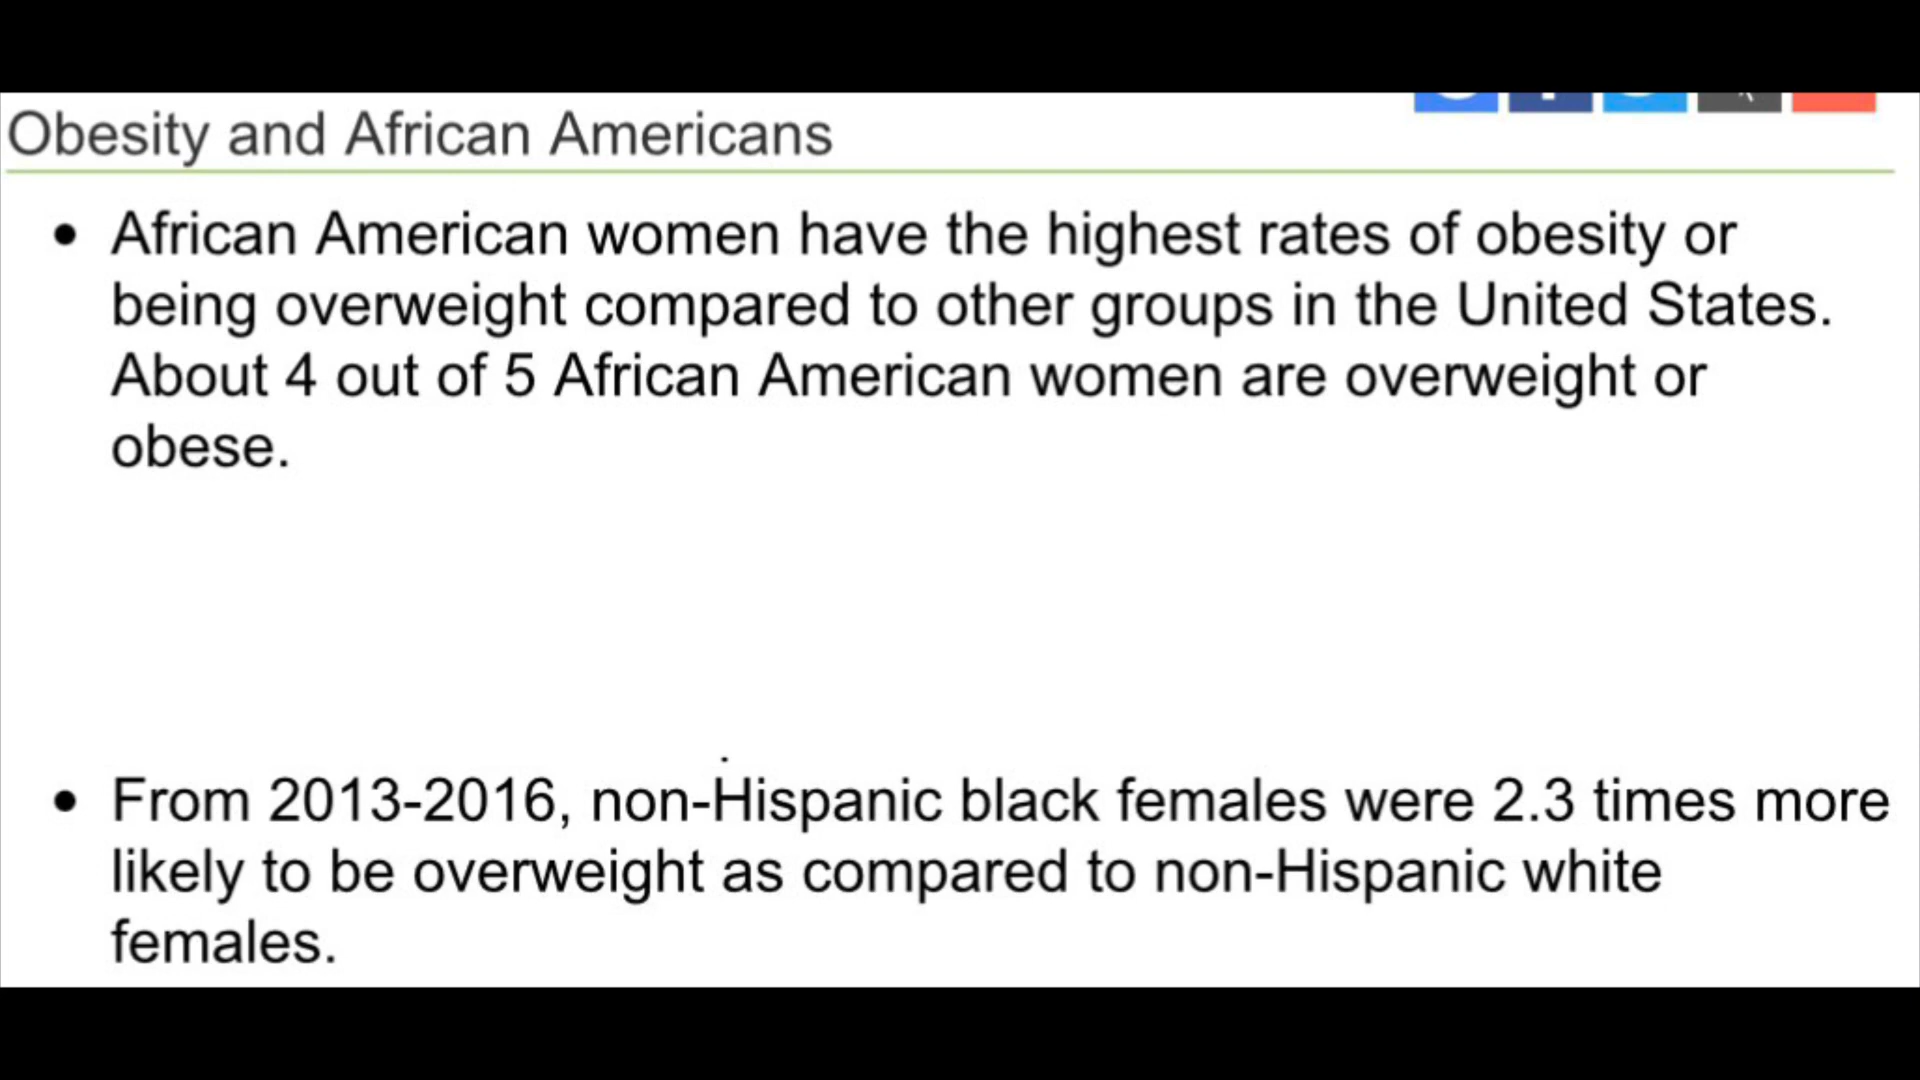 Obesity and African Americans
• African American women have the highest rates of obesity or
being overweight compared to other groups in the United States.
About 4 out of 5 African American women are overweight or
obese.
• From 2013-2016, non-Hispanic black females were 2.3 times more
likely to be overweight as compared to non-Hispanic white
females.